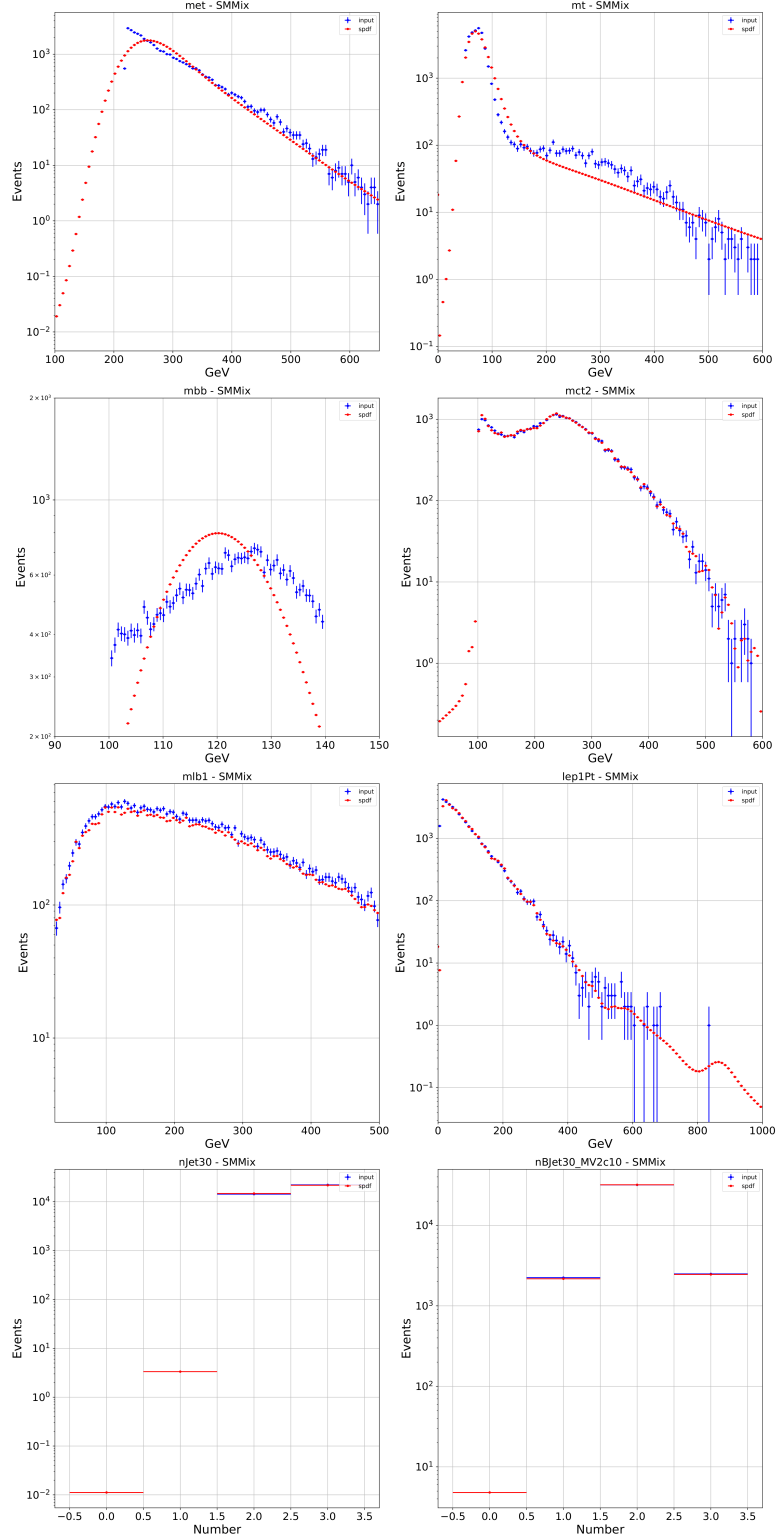 met - SMMix
input
spdf
Events
10³
10²
10¹
10⁰
10⁻¹
10⁻²
100
200
300
400
500
600
GeV
mt - SMMix
input
spdf
Events
10³
10²
10¹
10⁰
10⁻¹
0
100
200
300
400
500
600
GeV
mbb - SMMix
input
spdf
Events
2 × 10³
10³
6 × 10²
4 × 10²
3 × 10²
2 × 10²
90
100
110
120
130
140
150
GeV
mct2 - SMMix
input
spdf
Events
10³
10²
10¹
10⁰
100
200
300
400
500
600
GeV
mlb1 - SMMix
input
spdf
Events
10²
10¹
100
200
300
400
500
GeV
lep1Pt - SMMix
input
spdf
Events
10³
10²
10¹
10⁰
10⁻¹
0
200
400
600
800
1000
GeV
nJet30 - SMMix
input
spdf
Events
10⁴
10³
10²
10¹
10⁰
10⁻¹
10⁻²
−0.5
0.0
0.5
1.0
1.5
2.0
2.5
3.0
3.5
Number
nBJet30_MV2c10 - SMMix
input
spdf
Events
10⁴
10³
10²
10¹
−0.5
0.0
0.5
1.0
1.5
2.0
2.5
3.0
3.5
Number